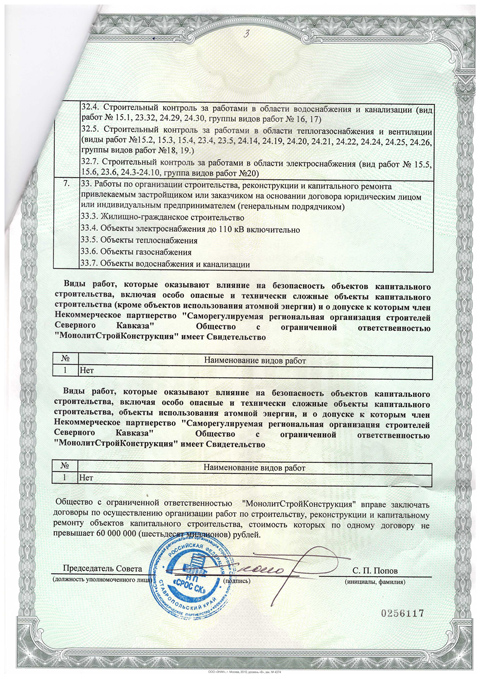 3
32.4. Строительный контроль за работами в области водоснабжения и канализации (вид
работ № 15.1, 23.32, 24.29, 24.30, группы видов работ № 16, 17)
32.5. Строительный контроль за работами в области теплогазоснабжения и вентиляции
(виды работ №15.2, 15.3, 15.4, 23.4, 23.5, 24.14, 24.19, 24.20, 24.21, 24.22, 24.24, 24.25, 24.26,
группы видов работ №18, 19.)
32.7. Строительный контроль за работами в области электроснабжения (вид работ № 15.5,
15.6, 23.6, 24.3-24.10, группа видов работ №20)
7. 33. Работы по организации строительства, реконструкции и капитального ремонта
привлекаемым застройщиком или заказчиком на основании договора юридическим лицом
или индивидуальным предпринимателем (генеральным подрядчиком)
33.3. Жилищно-гражданское строительство
33.4. Объекты электроснабжения до 110 кВ включительно
33.5. Объекты теплоснабжения
33.6. Объекты газоснабжения
33.7. Объекты водоснабжения и канализации
Виды работ, которые оказывают влияние на безопасность объектов капитального
строительства, включая особо опасные и технически сложные объекты капитального
строительства (кроме объектов использования атомной энергии) и о допуске к которым член
Некоммерческое партнерство "Саморегулируемая региональная организация строителей
Северного Кавказа" Общество с ограниченной ответственностью
"МонолитСтройКонструкция" имеет Свидетельство
№ Наименование видов работ
1 Нет
Виды работ, которые оказывают влияние на безопасность объектов капитального
строительства, включая особо опасные и технически сложные объекты капитального
строительства, объекты использования атомной энергии, и о допуске к которым член
Некоммерческое партнерство "Саморегулируемая региональная организация строителей
Северного Кавказа" Общество с ограниченной ответственностью
"МонолитСтройКонструкция" имеет Свидетельство
№ Наименование видов работ
1 Нет
Общество с ограниченной ответственностью "МонолитСтройКонструкция" вправе заключать
договоры по осуществлению организации работ по строительству, реконструкции и капитальному
ремонту объектов капитального строительства, стоимость которых по одному договору не
превышает 60 000 000 (шестьдесят миллионов) рублей.
РОССИЙСКАЯ ФЕДЕРАЦИЯ
НП
"СРОС СК"
СТАВРОПОЛЬСКИЙ КРАЙ
Председатель Совета С. П. Попов
(должность уполномоченного лица) (подпись) (инициалы, фамилия)
0256117